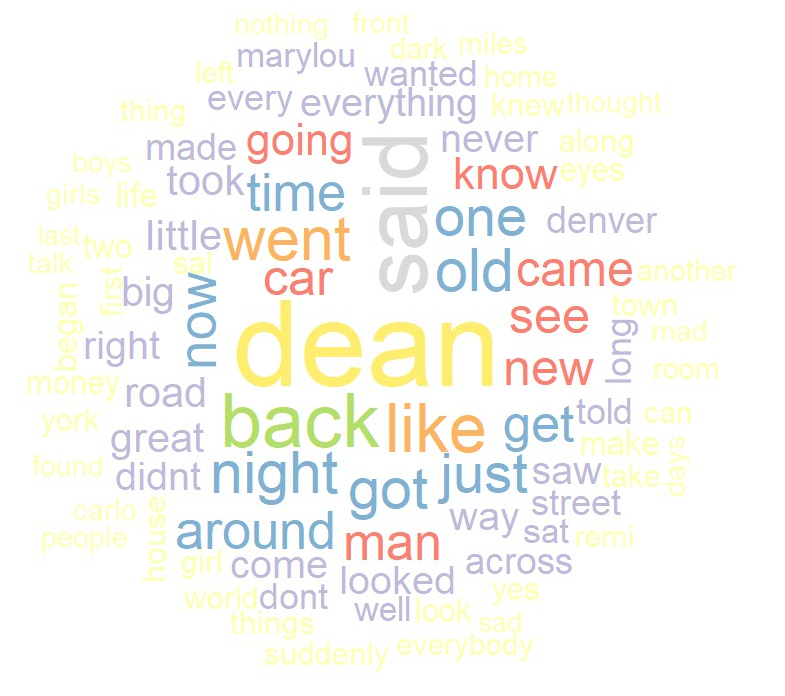 nothing front
marylou dark miles
left wanted home
every everything knew thought
thing
made going said never along
boys took time know eyes
girls life
little went one denver
last two
talk sal car old came another
first big now dean see town
began right new long mad
room
money road back like get told can
york great make
found didnt night got just saw take days
carlo house around way street
people man sat remi
girl come looked across
world dont well look yes
things sad
suddenly everybody